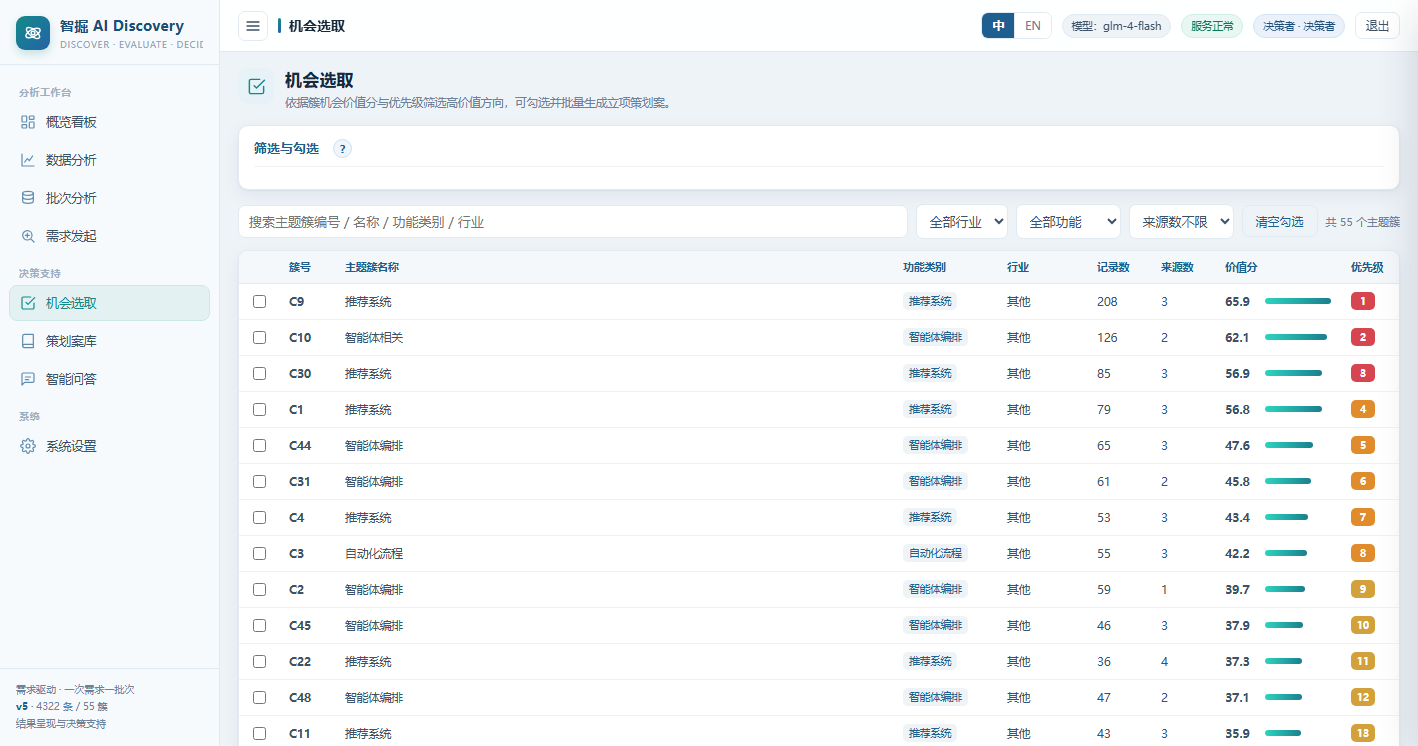 智掘 AI Discovery
DISCOVER · EVALUATE · DECID
分析工作台
概览看板
数据分析
批次分析
需求发起
决策支持
机会选取
策划案库
智能问答
系统
系统设置
需求驱动 · 一次需求一批次
v5 · 4322 条 / 55 簇
结果呈现与决策支持
机会选取 中 EN 模型：glm-4-flash 服务正常 决策者 · 决策者 退出
机会选取
依据簇机会价值分与优先级筛选高价值方向，可勾选并批量生成立项策划案。
筛选与勾选 ?
搜索主题簇编号 / 名称 / 功能类别 / 行业 全部行业 全部功能 来源数不限 清空勾选 共 55 个主题簇
簇号 主题簇名称 功能类别 行业 记录数 来源数 价值分 优先级
C9 推荐系统 推荐系统 其他 208 3 65.9 1
C10 智能体相关 智能体编排 其他 126 2 62.1 2
C30 推荐系统 推荐系统 其他 85 3 56.9 3
C1 推荐系统 推荐系统 其他 79 3 56.8 4
C44 智能体编排 智能体编排 其他 65 3 47.6 5
C31 智能体编排 智能体编排 其他 61 2 45.8 6
C4 推荐系统 推荐系统 其他 53 3 43.4 7
C3 自动化流程 自动化流程 其他 55 3 42.2 8
C2 智能体编排 智能体编排 其他 59 1 39.7 9
C45 智能体编排 智能体编排 其他 46 3 37.9 10
C22 推荐系统 推荐系统 其他 36 4 37.3 11
C48 智能体编排 智能体编排 其他 47 2 37.1 12
C11 推荐系统 推荐系统 其他 43 3 35.9 13